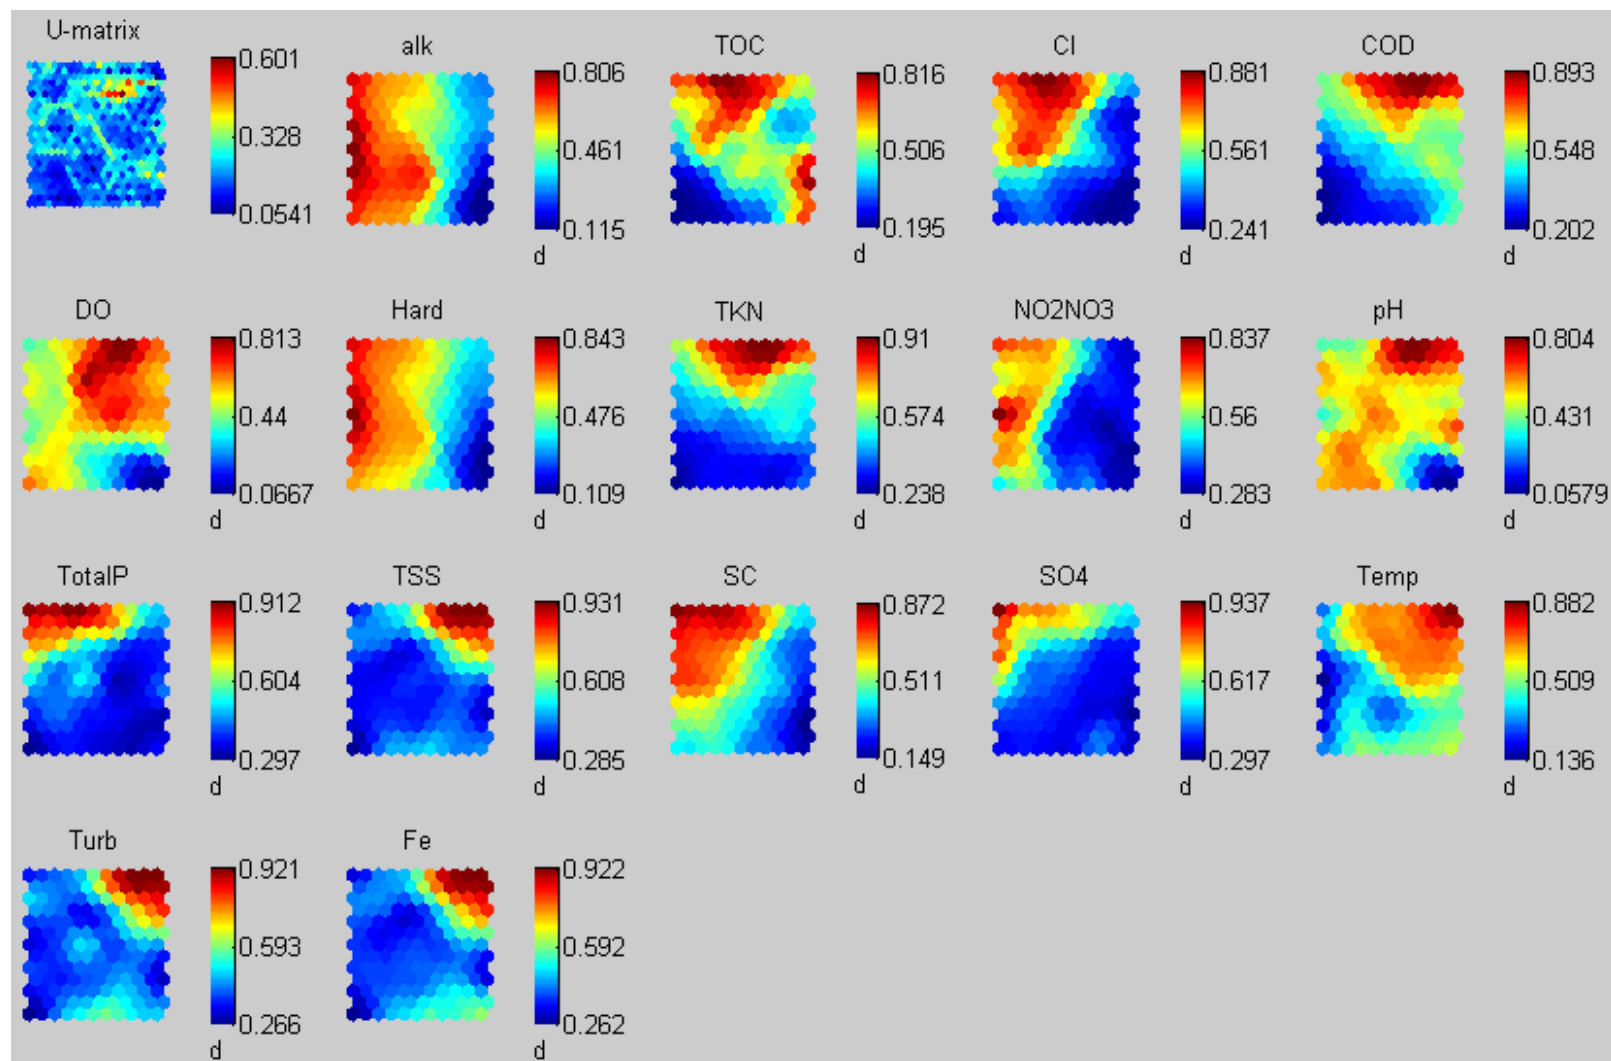 U-matrix
0.601
0.328
0.0541
alk
0.806
0.461
0.115
d
TOC
0.816
0.506
0.195
d
Cl
0.881
0.561
0.241
d
COD
0.893
0.548
0.202
d
DO
0.813
0.44
0.0667
d
Hard
0.843
0.476
0.109
d
TKN
0.91
0.574
0.238
d
NO2NO3
0.837
0.56
0.283
d
pH
0.804
0.431
0.0579
d
TotalP
0.912
0.604
0.297
d
TSS
0.931
0.608
0.285
d
SC
0.872
0.511
0.149
d
SO4
0.937
0.617
0.297
d
Temp
0.882
0.509
0.136
d
Turb
0.921
0.593
0.266
d
Fe
0.922
0.592
0.262
d